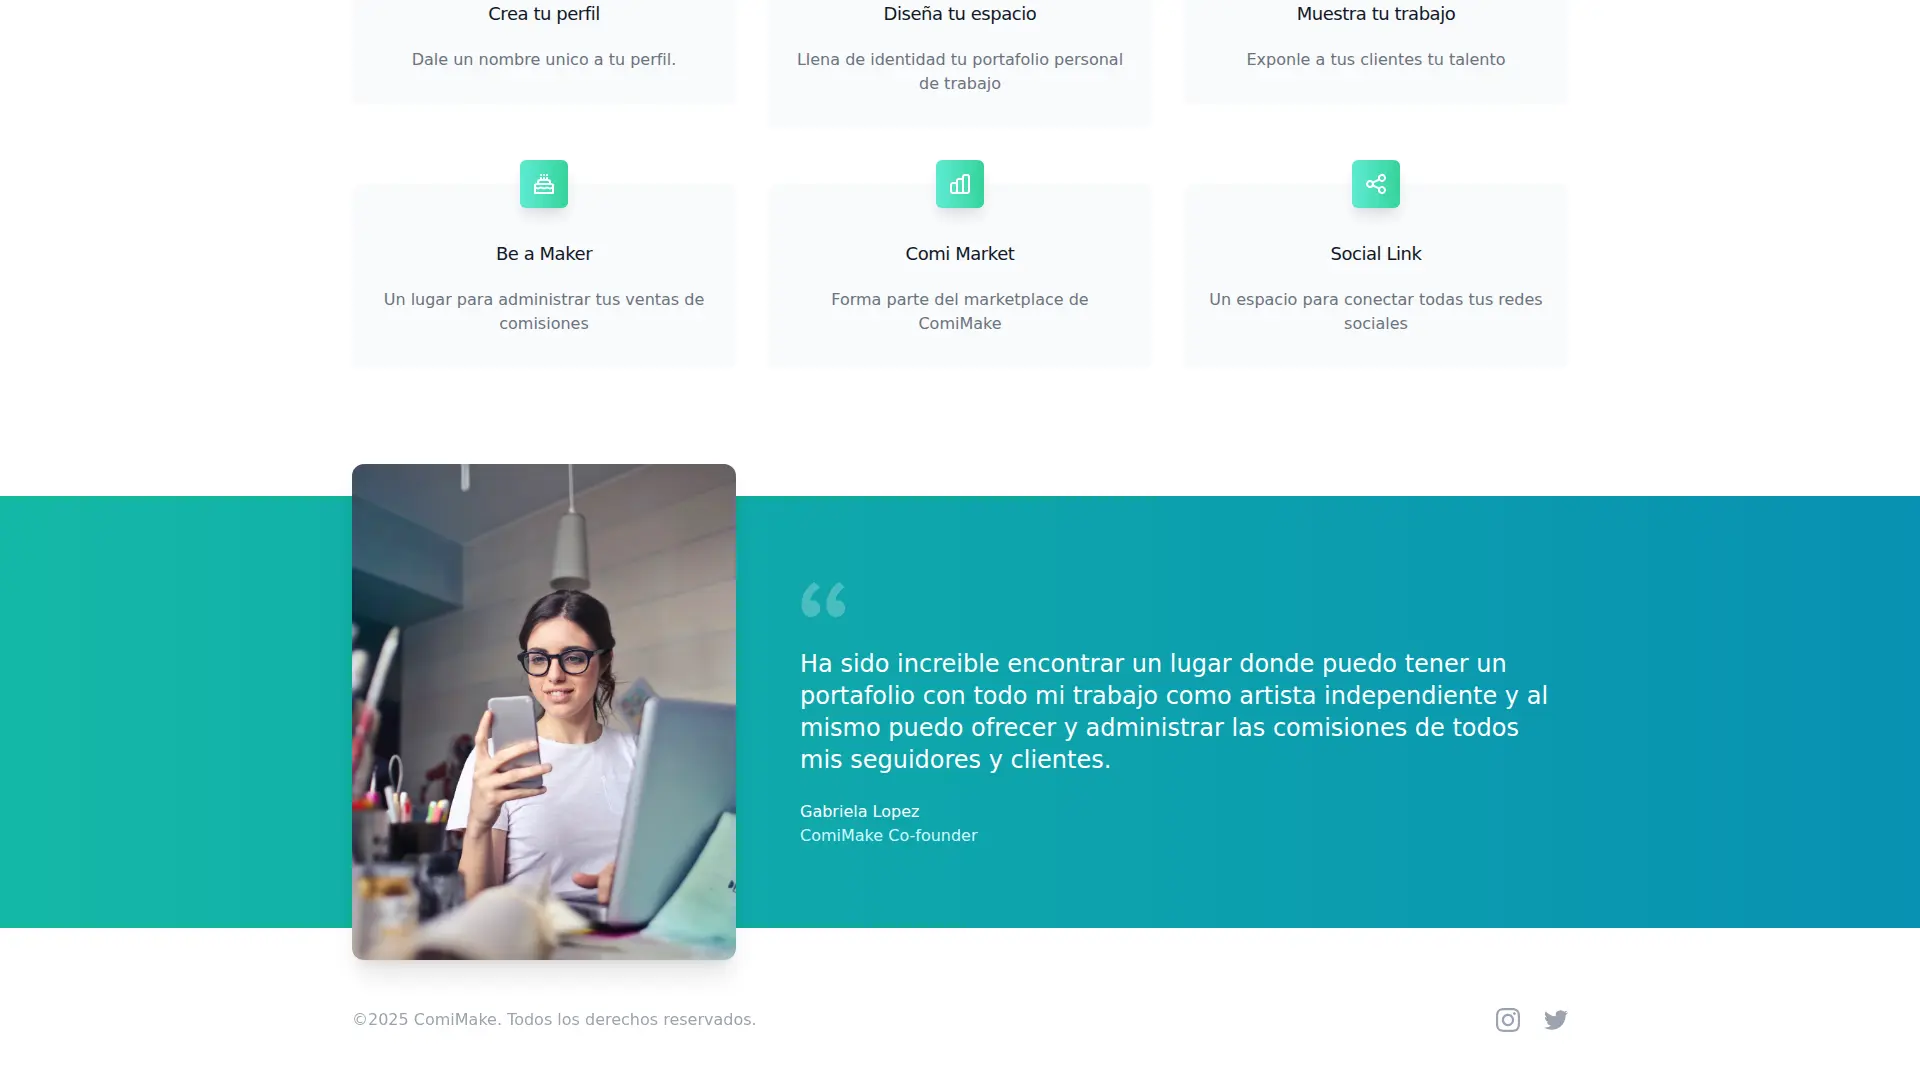 Crea tu perfil
Dale un nombre unico a tu perfil.
Diseña tu espacio
Llena de identidad tu portafolio personal
de trabajo
Muestra tu trabajo
Exponle a tus clientes tu talento
Be a Maker
Un lugar para administrar tus ventas de
comisiones
Comi Market
Forma parte del marketplace de
ComiMake
Social Link
Un espacio para conectar todas tus redes
sociales
“
Ha sido increible encontrar un lugar donde puedo tener un
portafolio con todo mi trabajo como artista independiente y al
mismo puedo ofrecer y administrar las comisiones de todos
mis seguidores y clientes.
Gabriela Lopez
ComiMake Co-founder
©2025 ComiMake. Todos los derechos reservados.